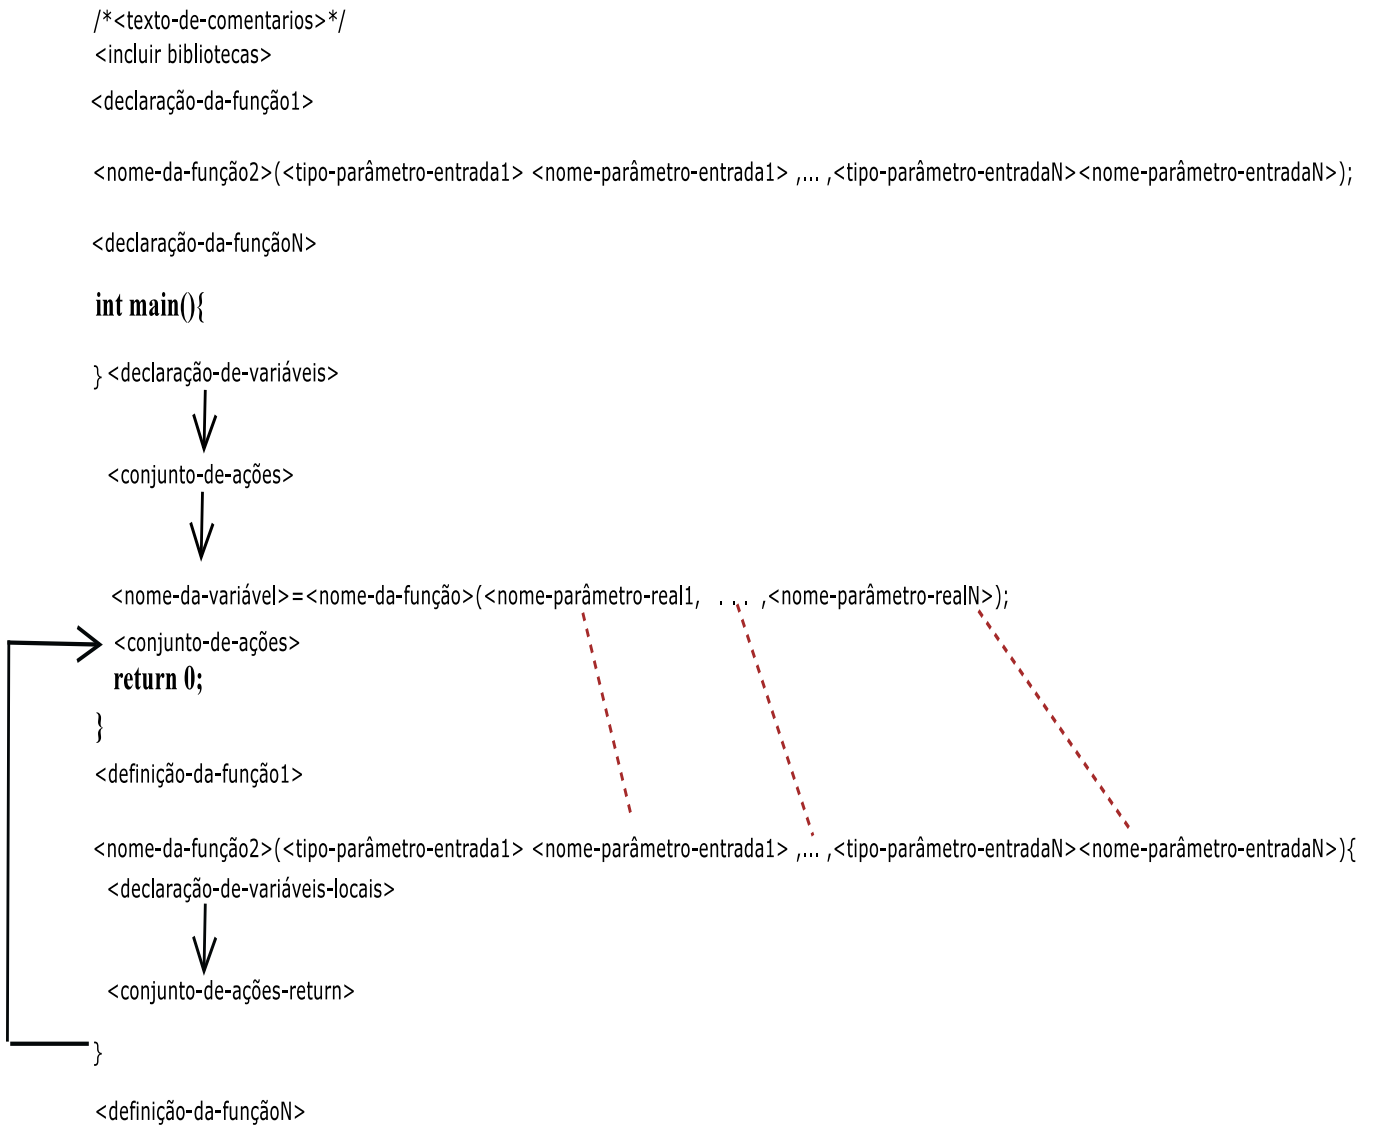 /*<texto-de-comentarios>*/
<incluir bibliotecas>
<declaração-da-função1>
<nome-da-função2>(<tipo-parâmetro-entrada1> <nome-parâmetro-entrada1> ,... ,<tipo-parâmetro-entradaN><nome-parâmetro-entradaN>);
<declaração-da-funçãoN>
int main(){
} <declaração-de-variáveis>
<conjunto-de-ações>
<nome-da-variável>=<nome-da-função>(<nome-parâmetro-real1, . . . ,<nome-parâmetro-realN>);
<conjunto-de-ações>
return 0;
}
<definição-da-função1>
<nome-da-função2>(<tipo-parâmetro-entrada1> <nome-parâmetro-entrada1> ,... ,<tipo-parâmetro-entradaN><nome-parâmetro-entradaN>){
<declaração-de-variáveis-locais>
<conjunto-de-ações-return>
}
<definição-da-funçãoN>